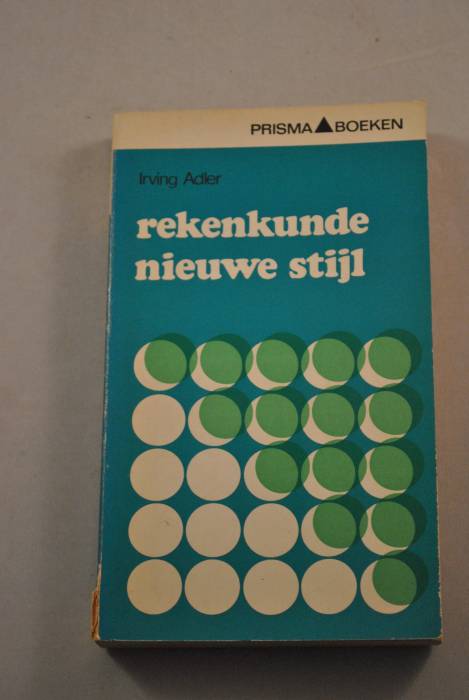 PRISMA BOEKEN
Irving Adler
rekenkunde
nieuwe stijl